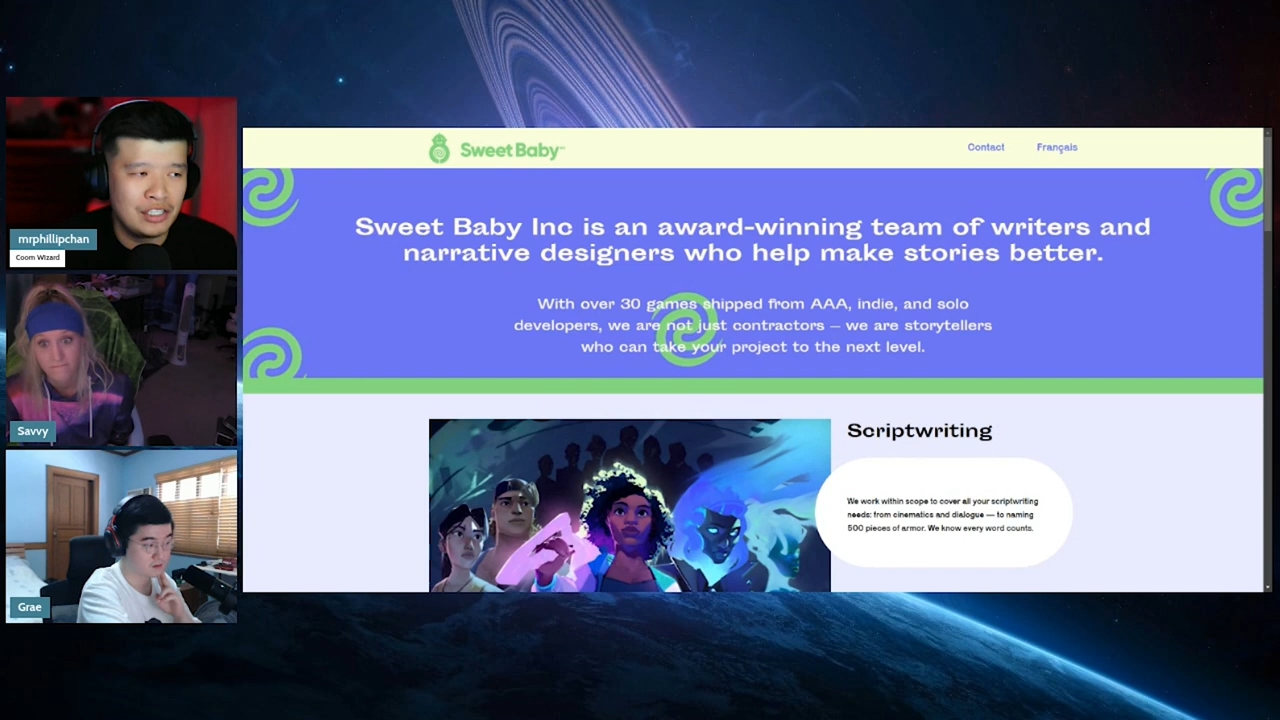 mrphillipchan
Coom Wizard
Savvy
Grae
Sweet Baby
Contact
Français
Sweet Baby Inc is an award-winning team of writers and
narrative designers who help make stories better.
With over 30 games shipped from AAA, indie, and solo
developers, we are not just contractors — we are storytellers
who can take your project to the next level.
Scriptwriting
We work within scope to cover all your scriptwriting
needs: from cinematics and dialogue — to naming
500 pieces of armor. We know every word counts.